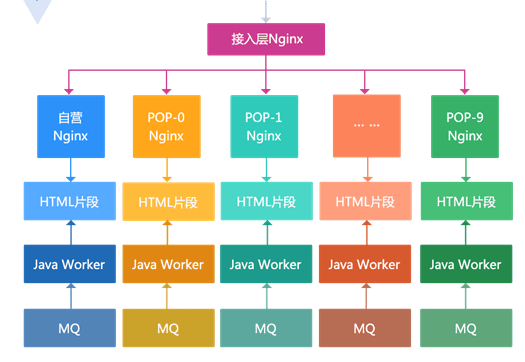 接入层Nginx
自营
Nginx
POP-0
Nginx
POP-1
Nginx
... ...
POP-9
Nginx
HTML片段
HTML片段
HTML片段
HTML片段
HTML片段
Java Worker
Java Worker
Java Worker
Java Worker
Java Worker
MQ
MQ
MQ
MQ
MQ